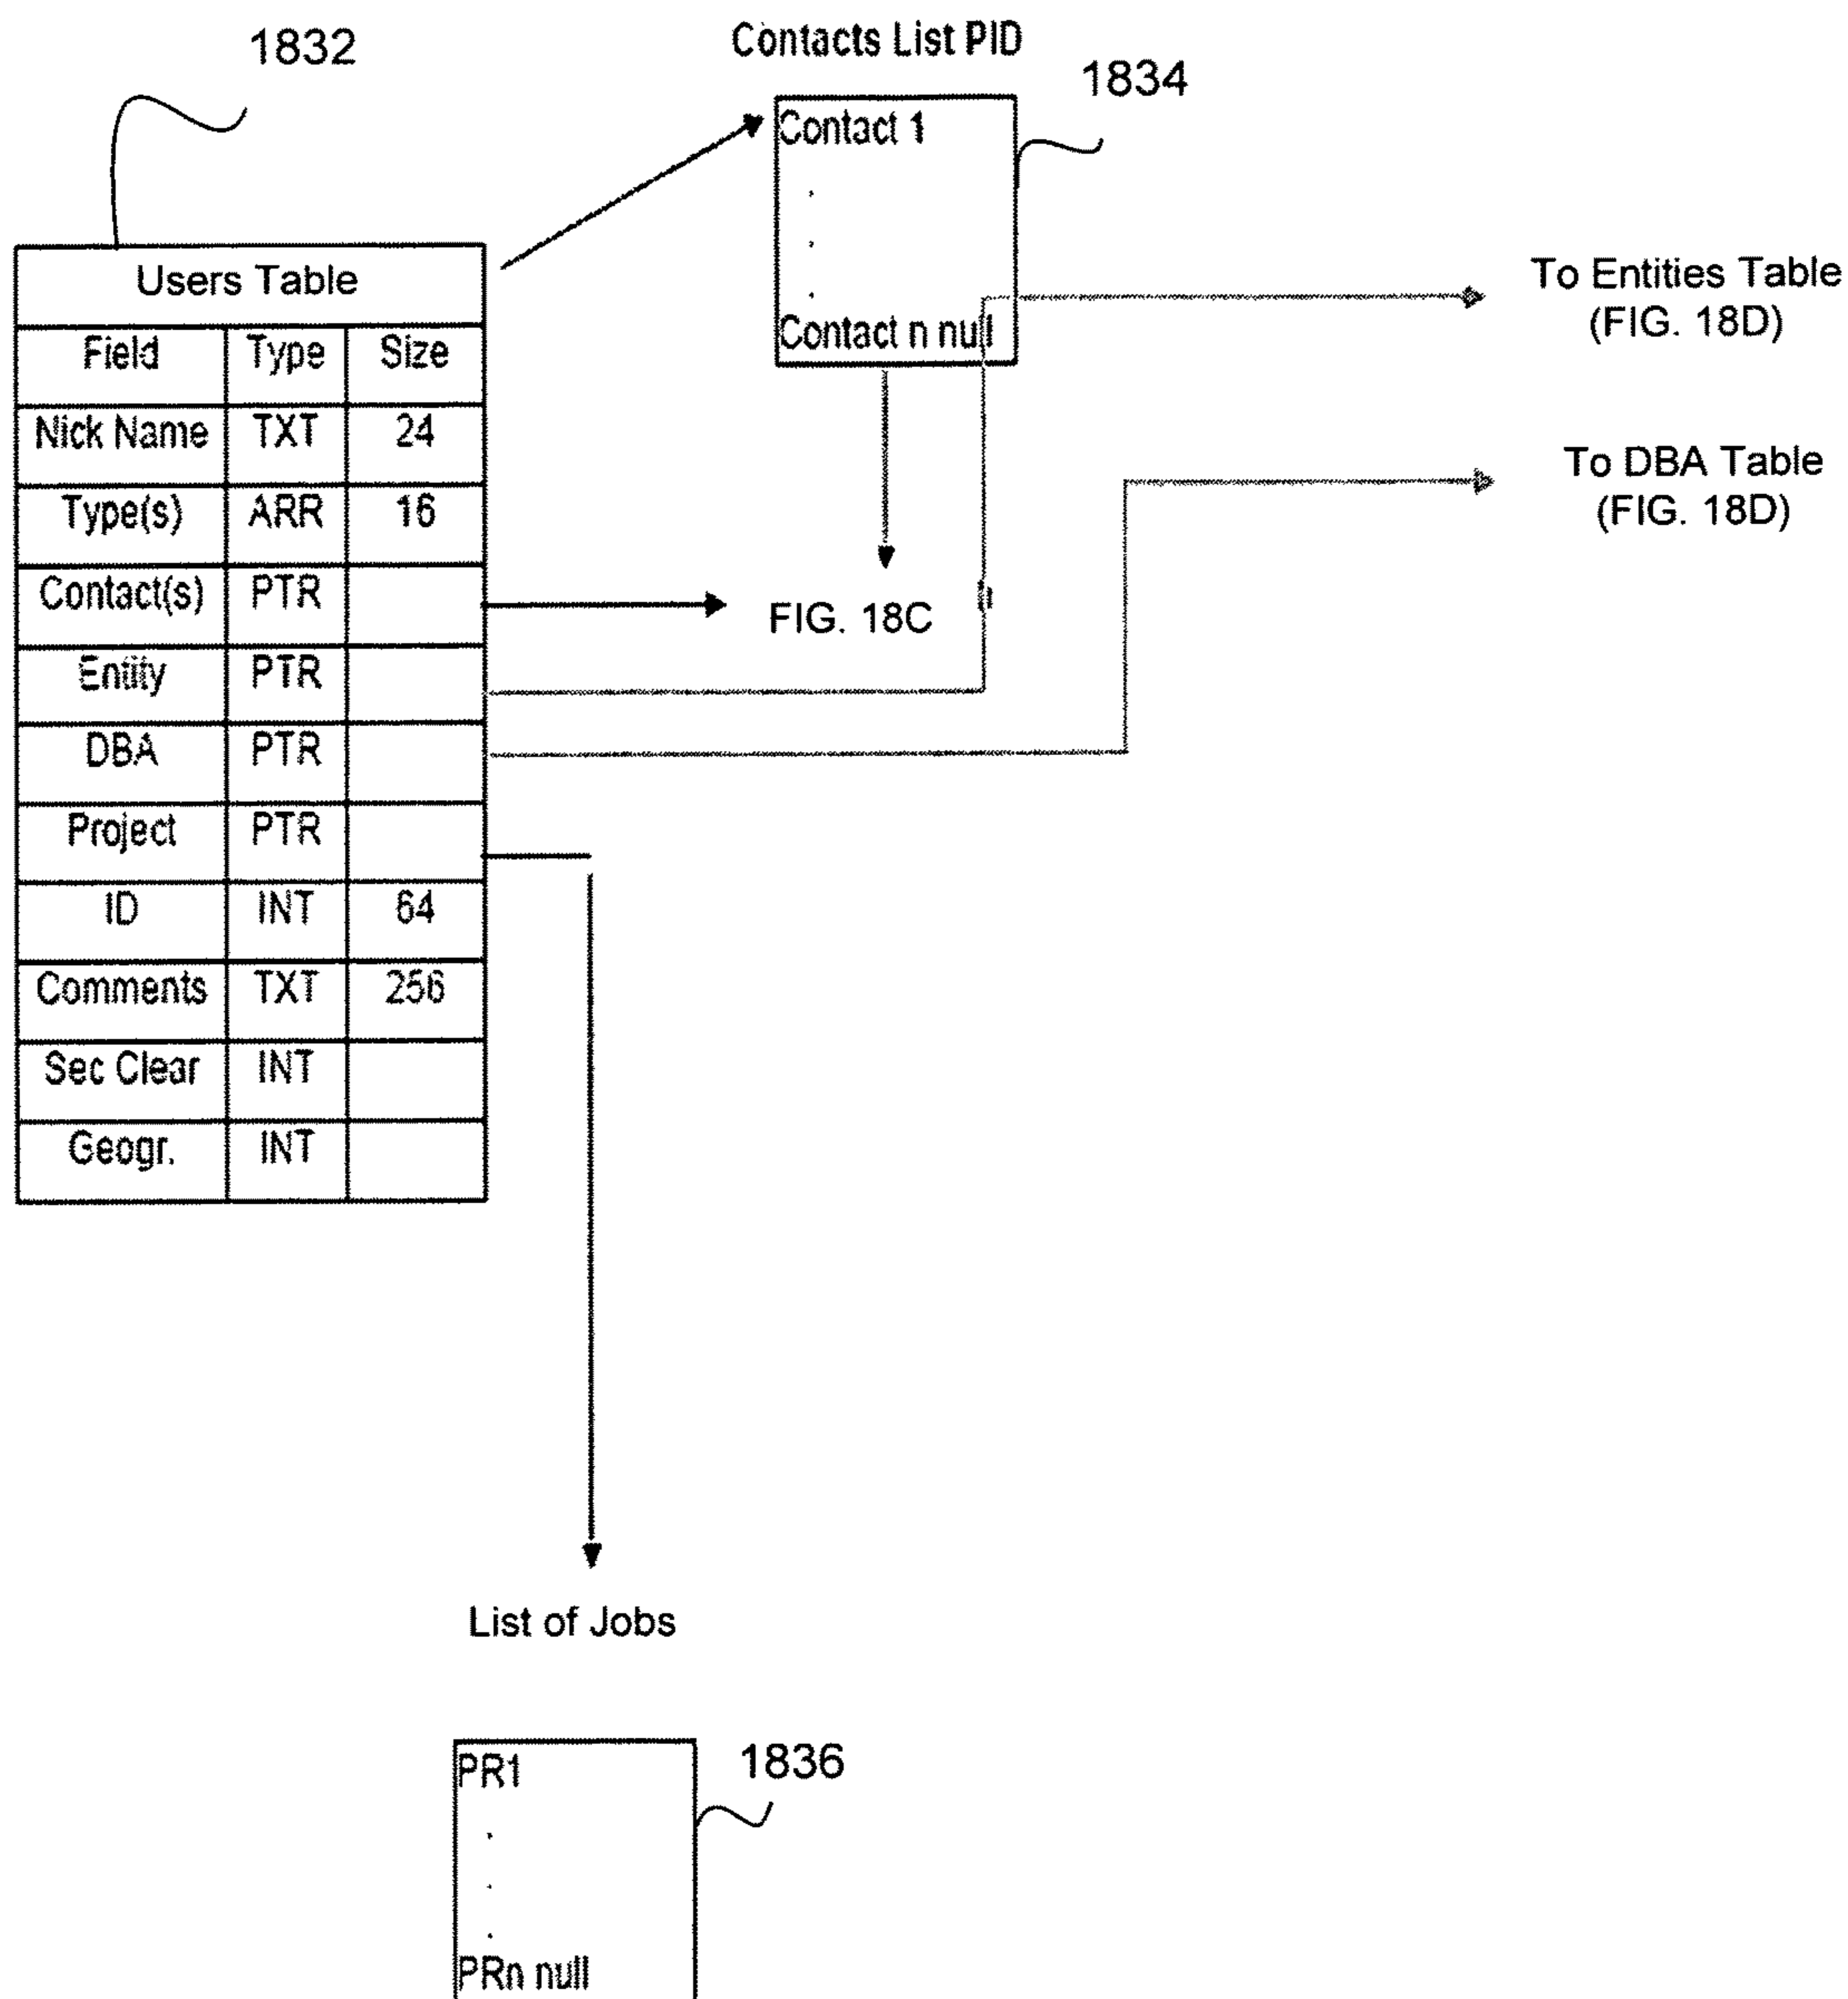 1832
Contacts List PID
1834
Contact 1
.
.
.
Contact n null
To Entities Table
(FIG. 18D)
To DBA Table
(FIG. 18D)
FIG. 18C
Users Table
Field Type Size
Nick Name TXT 24
Type(s) ARR 16
Contact(s) PTR
Entity PTR
DBA PTR
Project PTR
ID INT 64
Comments TXT 256
Sec Clear INT
Geogr. INT
List of Jobs
1836
PR1
.
.
.
PRn null